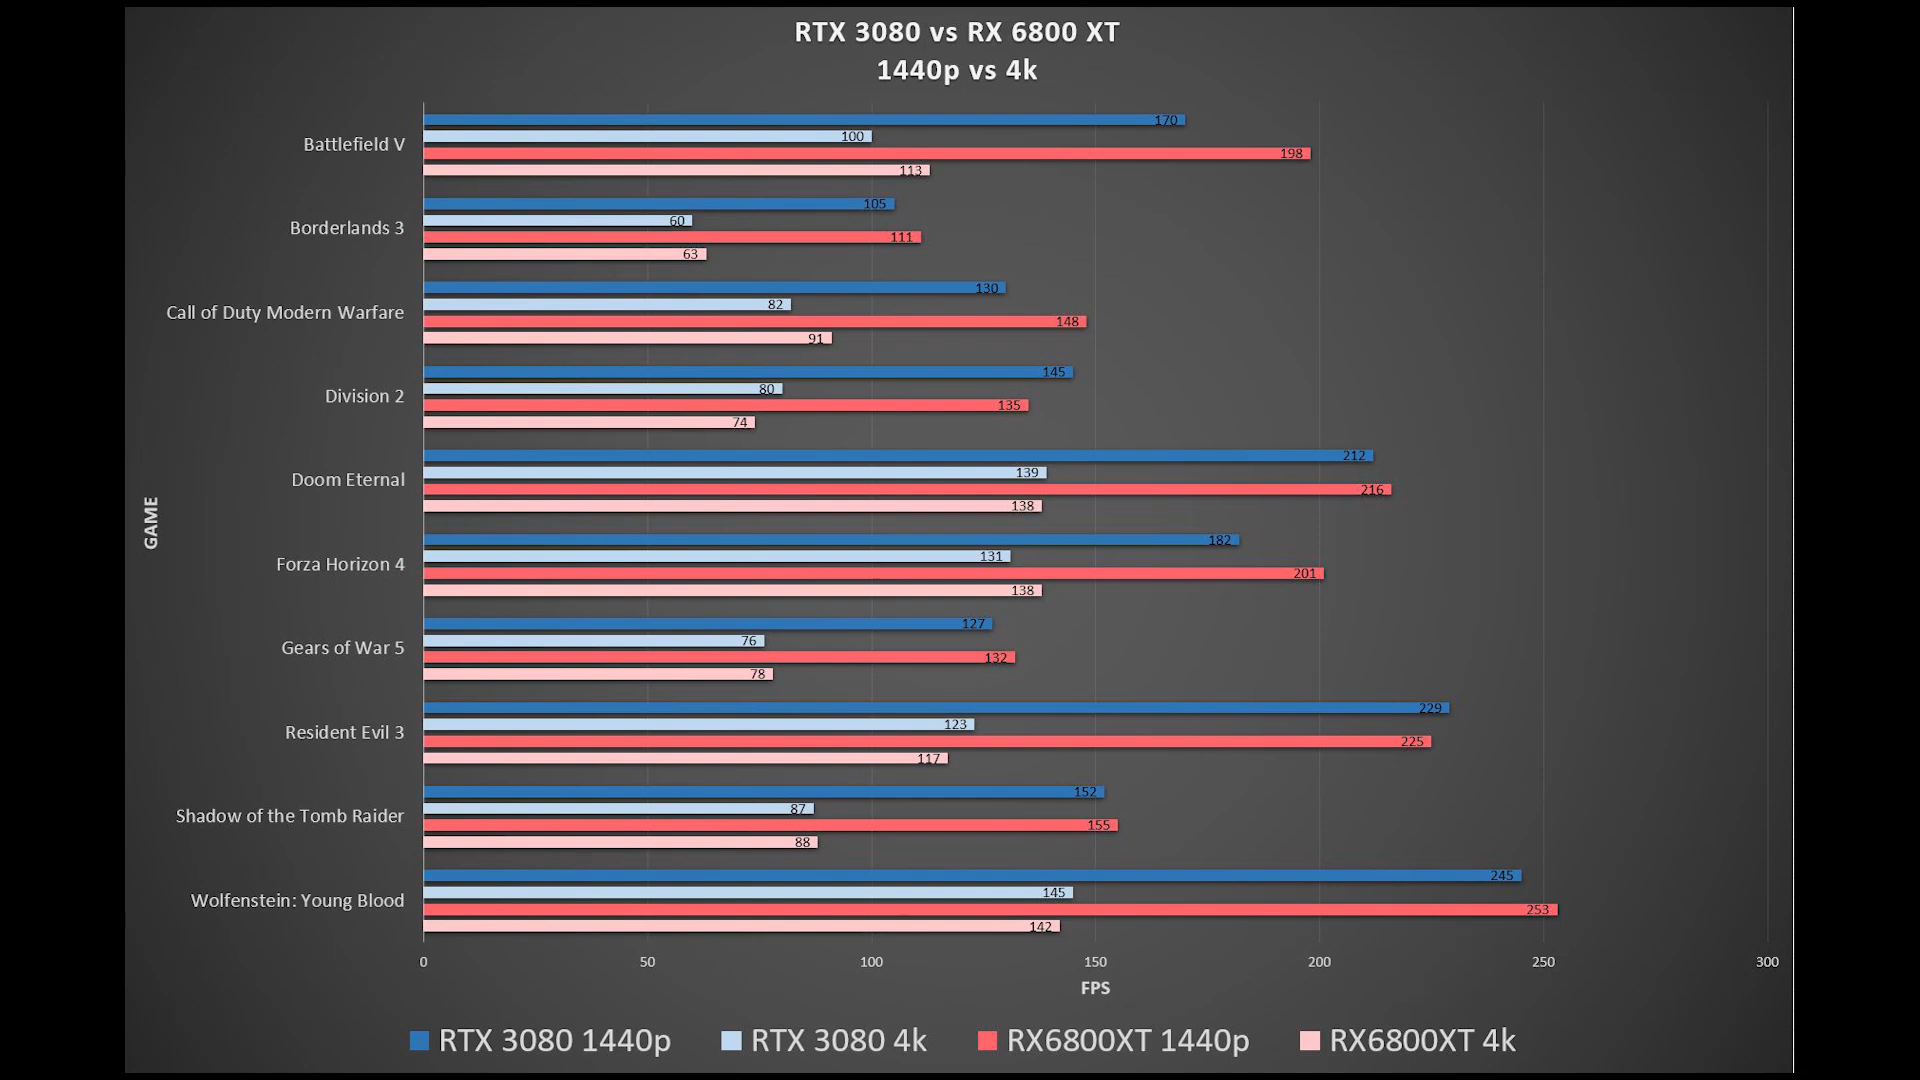 RTX 3080 vs RX 6800 XT
1440p vs 4k
GAME
Battlefield V
170
100
198
113
Borderlands 3
105
60
111
63
Call of Duty Modern Warfare
130
82
148
91
Division 2
145
80
135
74
Doom Eternal
212
139
216
138
Forza Horizon 4
182
131
201
138
Gears of War 5
127
76
132
78
Resident Evil 3
229
123
225
117
Shadow of the Tomb Raider
152
87
155
88
Wolfenstein: Young Blood
245
145
253
142
0 50 100 150 200 250 300
FPS
RTX 3080 1440p RTX 3080 4k RX6800XT 1440p RX6800XT 4k